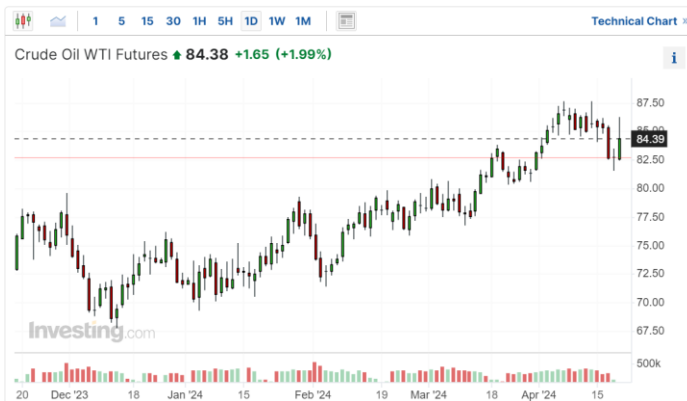 1 5 15 30 1H 5H 1D 1W 1M Technical Chart »
Crude Oil WTI Futures 84.38 +1.65 (+1.99%)
i
87.50
85.00
84.39
82.50
80.00
77.50
75.00
72.50
70.00
67.50
Investing.com
500k
20 Dec '23 18 Jan '24 15 Feb '24 19 Mar '24 18 Apr '24 15